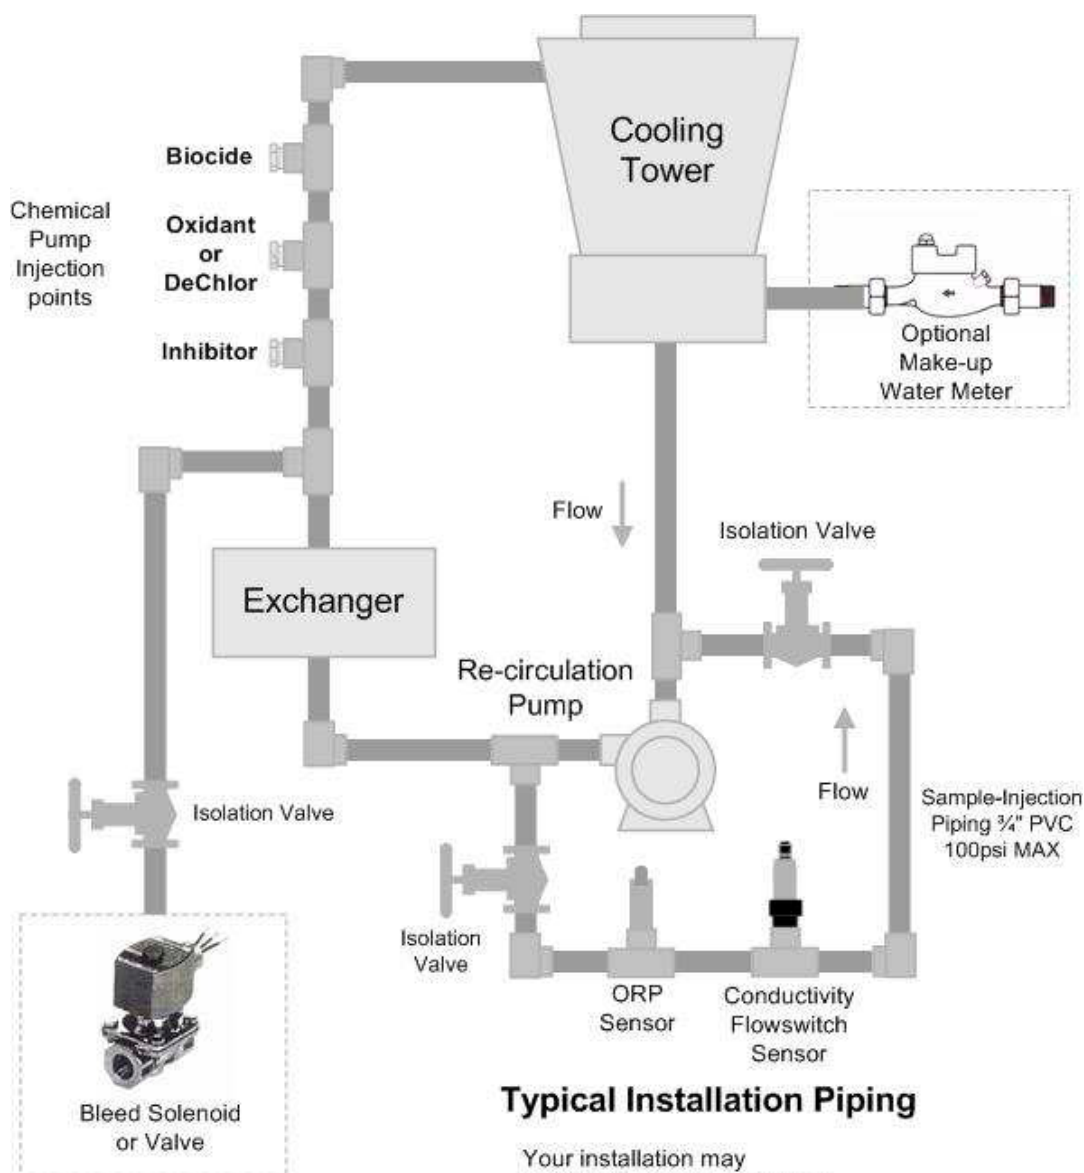 Cooling
Tower
Biocide
Chemical
Pump
Injection
points
Oxidant
or
DeChlor
Inhibitor
Optional
Make-up
Water Meter
Flow
Isolation Valve
Exchanger
Re-circulation
Pump
Isolation Valve
Flow
Sample-Injection
Piping ¾" PVC
100psi MAX
Isolation
Valve
ORP
Sensor
Conductivity
Flowswitch
Sensor
Bleed Solenoid
or Valve
Typical Installation Piping
Your installation may